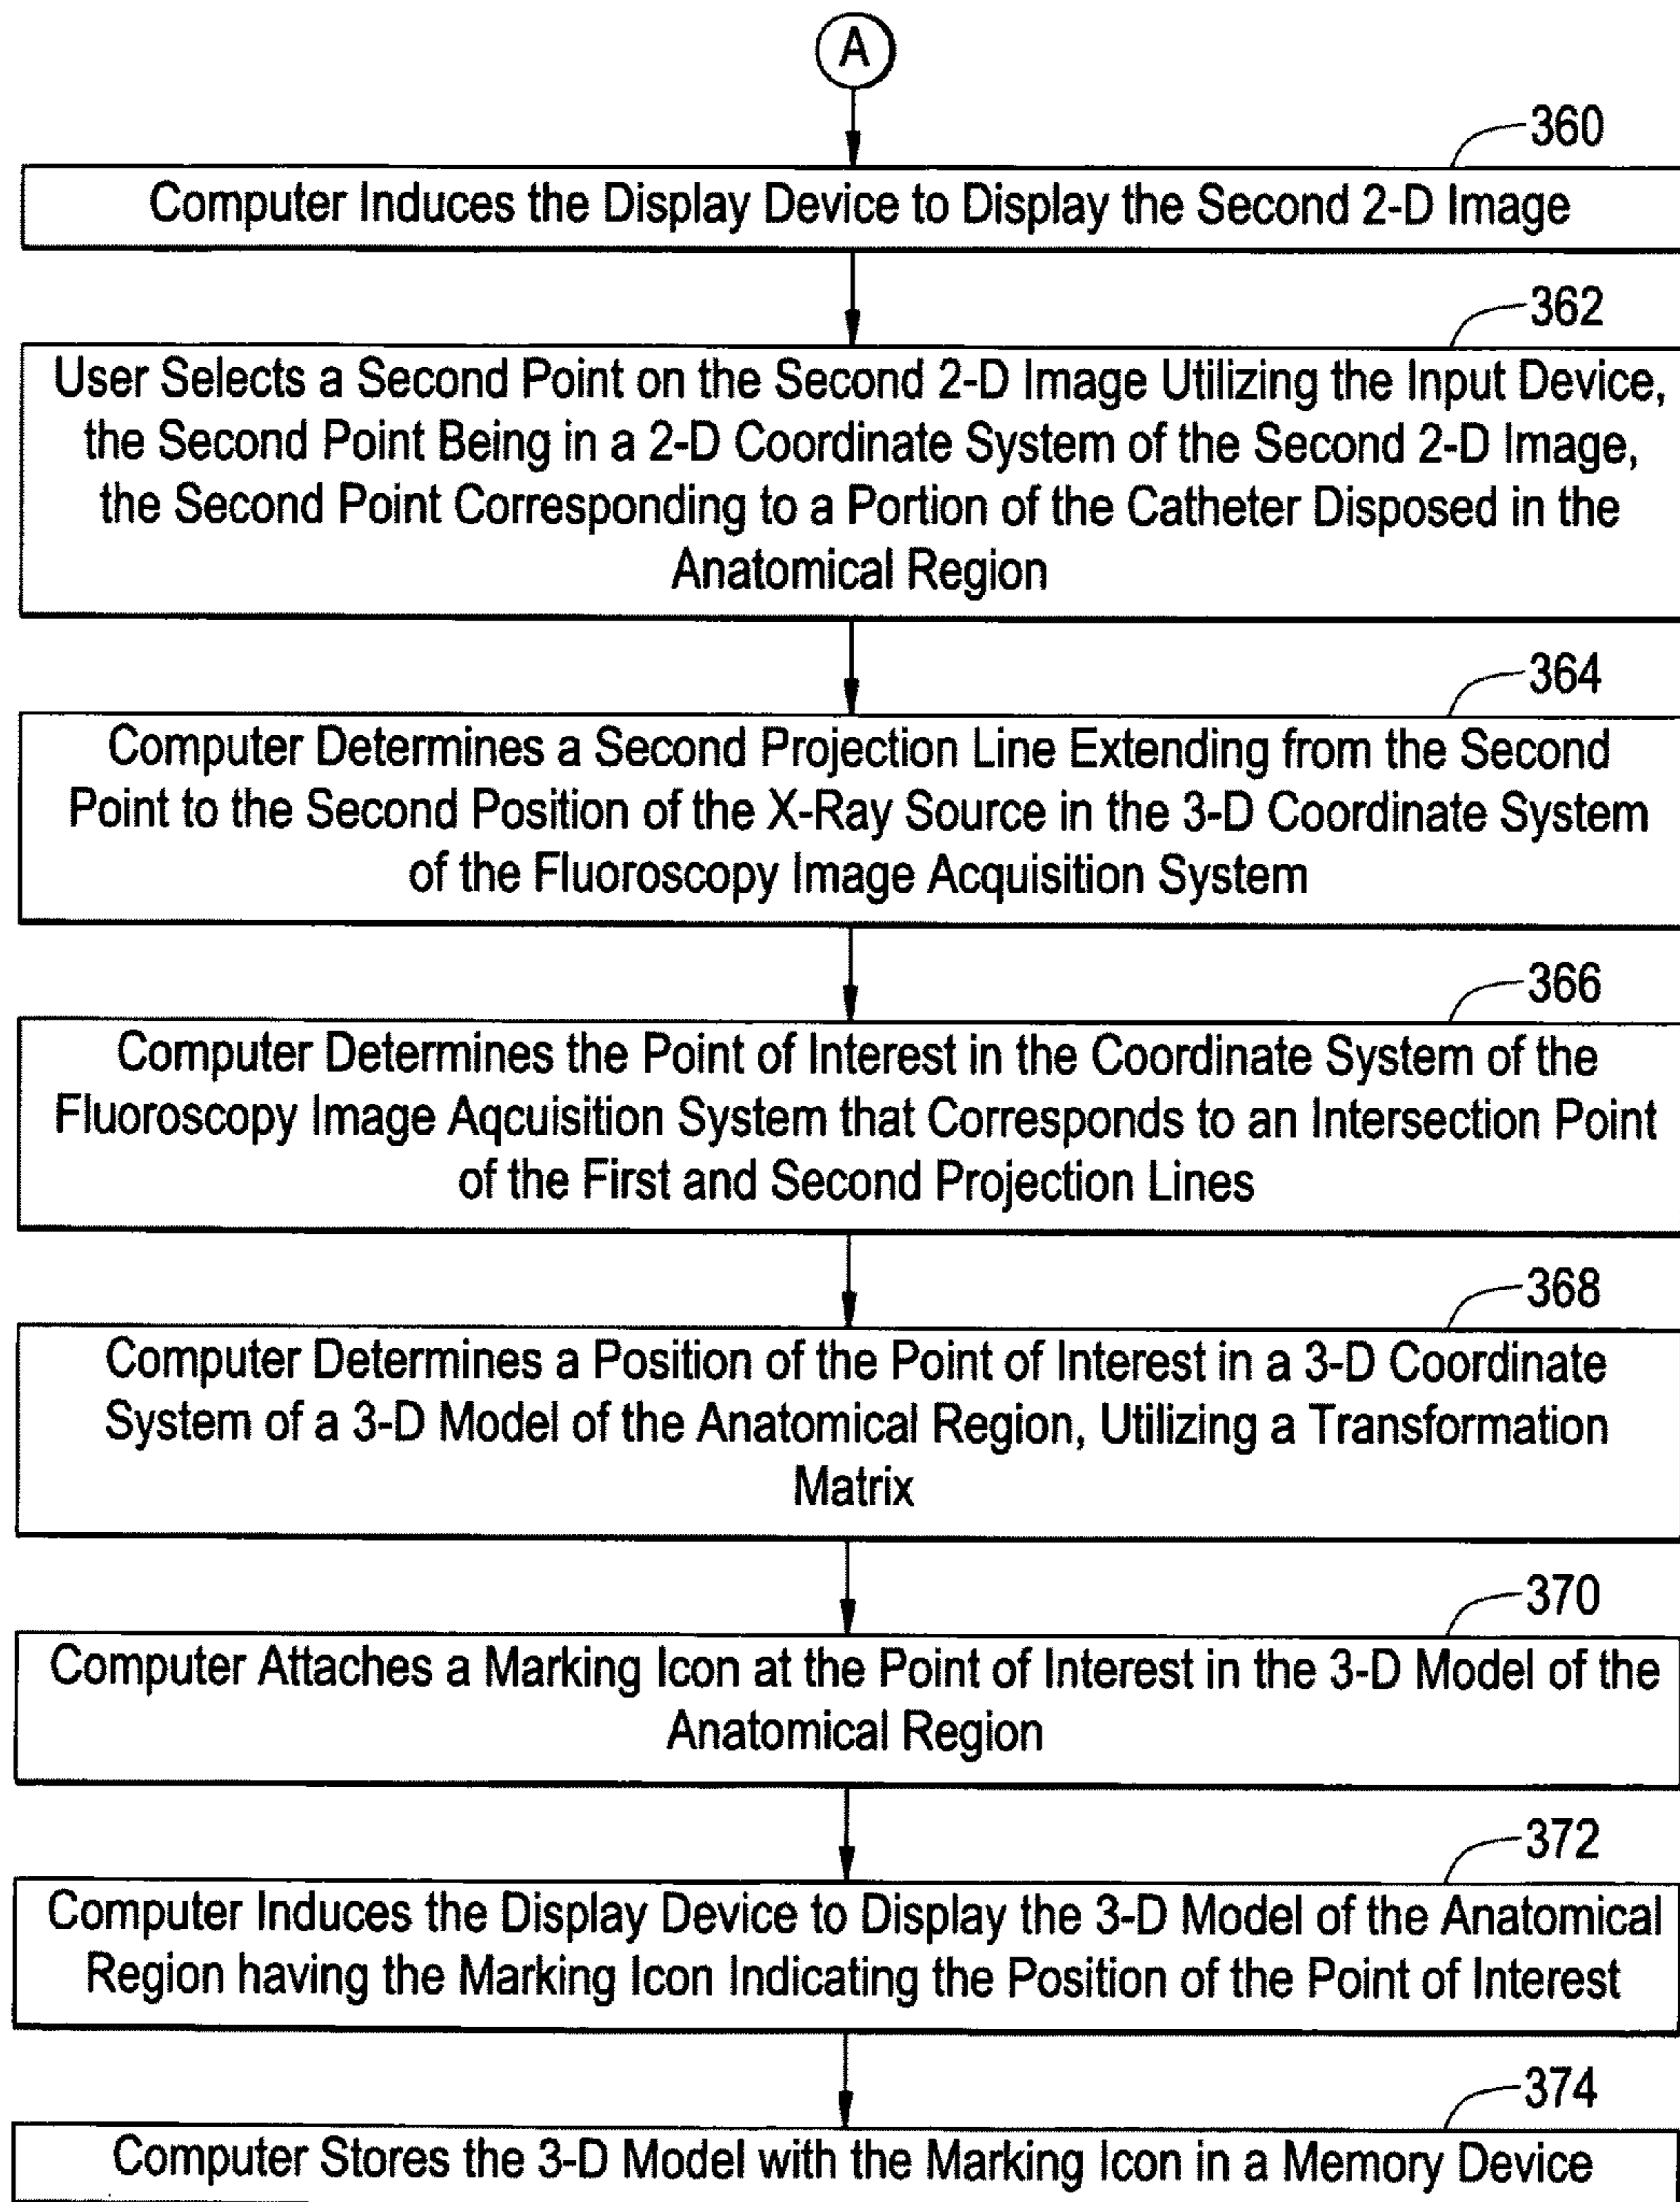 A
360
Computer Induces the Display Device to Display the Second 2-D Image
362
User Selects a Second Point on the Second 2-D Image Utilizing the Input Device,
the Second Point Being in a 2-D Coordinate System of the Second 2-D Image,
the Second Point Corresponding to a Portion of the Catheter Disposed in the
Anatomical Region
364
Computer Determines a Second Projection Line Extending from the Second
Point to the Second Position of the X-Ray Source in the 3-D Coordinate System
of the Fluoroscopy Image Acquisition System
366
Computer Determines the Point of Interest in the Coordinate System of the
Fluoroscopy Image Aqcuisition System that Corresponds to an Intersection Point
of the First and Second Projection Lines
368
Computer Determines a Position of the Point of Interest in a 3-D Coordinate
System of a 3-D Model of the Anatomical Region, Utilizing a Transformation
Matrix
370
Computer Attaches a Marking Icon at the Point of Interest in the 3-D Model of the
Anatomical Region
372
Computer Induces the Display Device to Display the 3-D Model of the Anatomical
Region having the Marking Icon Indicating the Position of the Point of Interest
374
Computer Stores the 3-D Model with the Marking Icon in a Memory Device